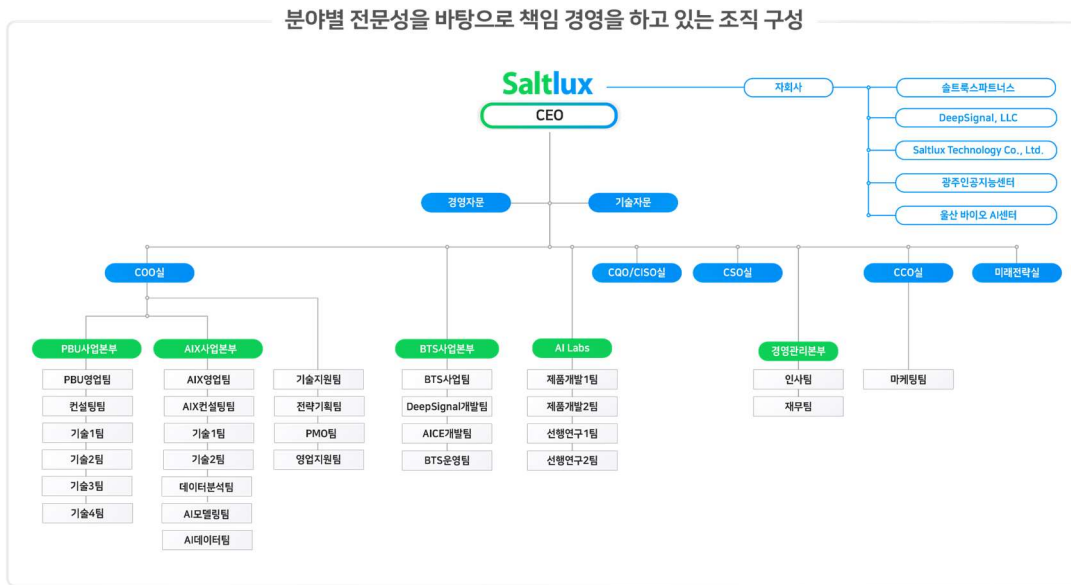 분야별 전문성을 바탕으로 책임 경영을 하고 있는 조직 구성
Saltlux
CEO
자회사
솔트룩스파트너스
DeepSignal, LLC
Saltlux Technology Co., Ltd.
광주인공지능센터
울산 바이오 AI센터
경영자문
기술자문
COO실
CQO/CISO실
CSO실
CCO실
미래전략실
PBU사업본부
PBU영업팀
컨설팅팀
기술1팀
기술2팀
기술3팀
기술4팀
AIX사업본부
AIX영업팀
AIX컨설팅팀
기술1팀
기술2팀
데이터분석팀
AI모델링팀
AI데이터팀
기술지원팀
전략기획팀
PMO팀
영업지원팀
BTS사업본부
BTS사업팀
DeepSignal개발팀
AICE개발팀
BTS운영팀
AI Labs
제품개발1팀
제품개발2팀
선행연구1팀
선행연구2팀
경영관리본부
인사팀
재무팀
마케팅팀